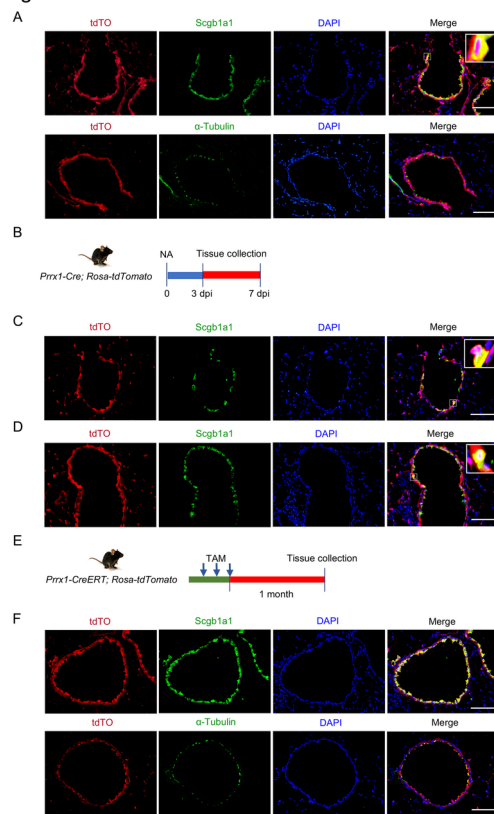 A
tdTO Scgb1a1 DAPI Merge
tdTO α-Tubulin DAPI Merge
B
NA Tissue collection
Prrx1-Cre; Rosa-tdTomato
0 3 dpi 7 dpi
C
tdTO Scgb1a1 DAPI Merge
D
tdTO Scgb1a1 DAPI Merge
E
TAM Tissue collection
Prrx1-CreERT; Rosa-tdTomato
1 month
F
tdTO Scgb1a1 DAPI Merge
tdTO α-Tubulin DAPI Merge